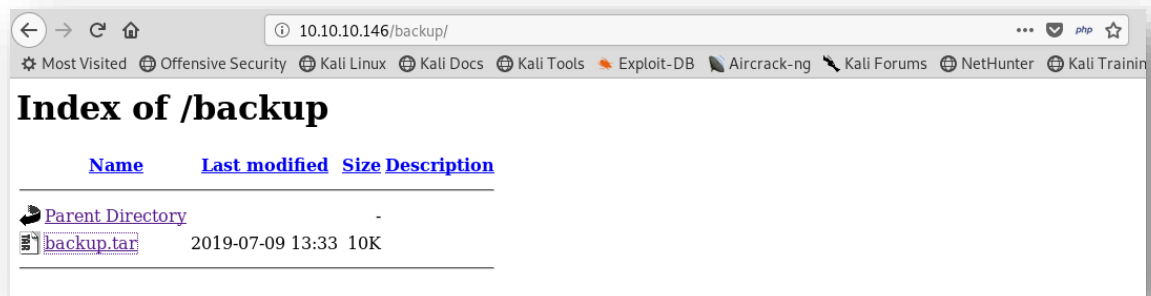 10.10.10.146/backup/ ••• php
Most Visited Offensive Security Kali Linux Kali Docs Kali Tools Exploit-DB Aircrack-ng Kali Forums NetHunter Kali Trainin
Index of /backup
Name Last modified Size Description
Parent Directory -
TAR backup.tar 2019-07-09 13:33 10K